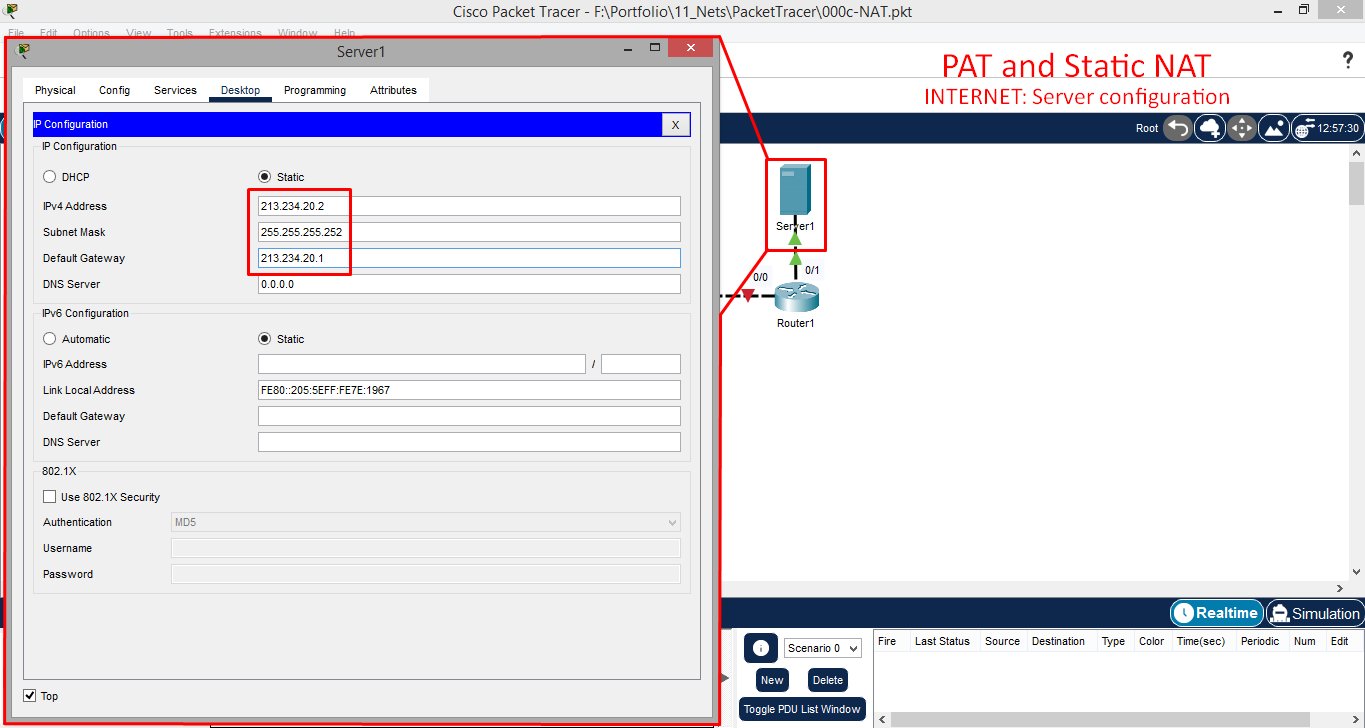 Cisco Packet Tracer - F:\Portfolio\11_Nets\PacketTracer\000c-NAT.pkt
File Edit Options View Tools Extensions Window Help
Server1
PAT and Static NAT
INTERNET: Server configuration
?
Physical Config Services Desktop Programming Attributes
IP Configuration X
Root 12:57:30
IP Configuration
DHCP Static
IPv4 Address 213.234.20.2
Subnet Mask 255.255.255.252
Default Gateway 213.234.20.1
DNS Server 0.0.0.0
IPv6 Configuration
Automatic Static
IPv6 Address /
Link Local Address FE80::205:5EFF:FE7E:1967
Default Gateway
DNS Server
802.1X
Use 802.1X Security
Authentication MD5
Username
Password
Top
Server1
0/0 0/1
Router1
Realtime Simulation
Scenario 0
New Delete
Toggle PDU List Window
Fire Last Status Source Destination Type Color Time(sec) Periodic Num Edit